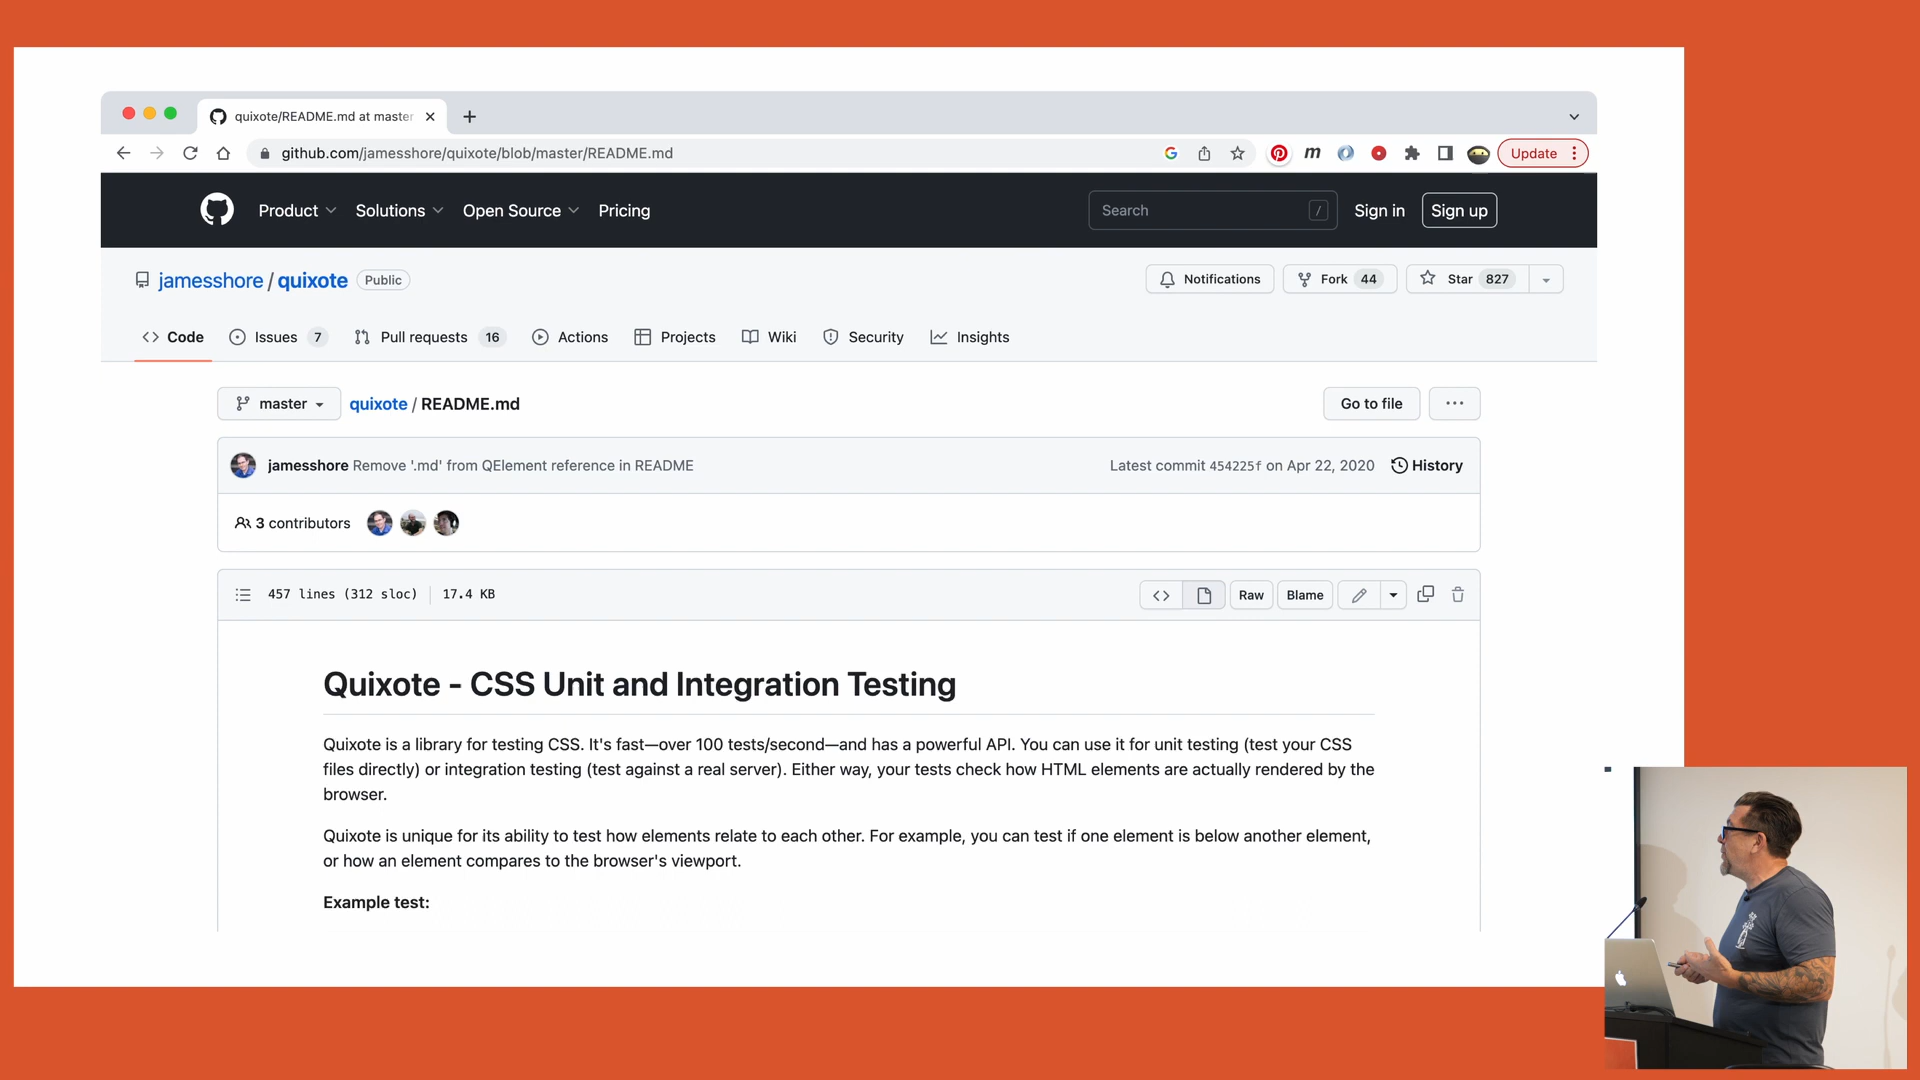 quixote/README.md at master
github.com/jamesshore/quixote/blob/master/README.md
Update
Product Solutions Open Source Pricing Search / Sign in Sign up
jamesshore / quixote Public Notifications Fork 44 Star 827
Code Issues 7 Pull requests 16 Actions Projects Wiki Security Insights
master quixote / README.md Go to file ...
jamesshore Remove '.md' from QElement reference in README Latest commit 454225f on Apr 22, 2020 History
3 contributors
457 lines (312 sloc) 17.4 KB <> Raw Blame
Quixote - CSS Unit and Integration Testing
Quixote is a library for testing CSS. It's fast—over 100 tests/second—and has a powerful API. You can use it for unit testing (test your CSS
files directly) or integration testing (test against a real server). Either way, your tests check how HTML elements are actually rendered by the
browser.
Quixote is unique for its ability to test how elements relate to each other. For example, you can test if one element is below another element,
or how an element compares to the browser's viewport.
Example test: